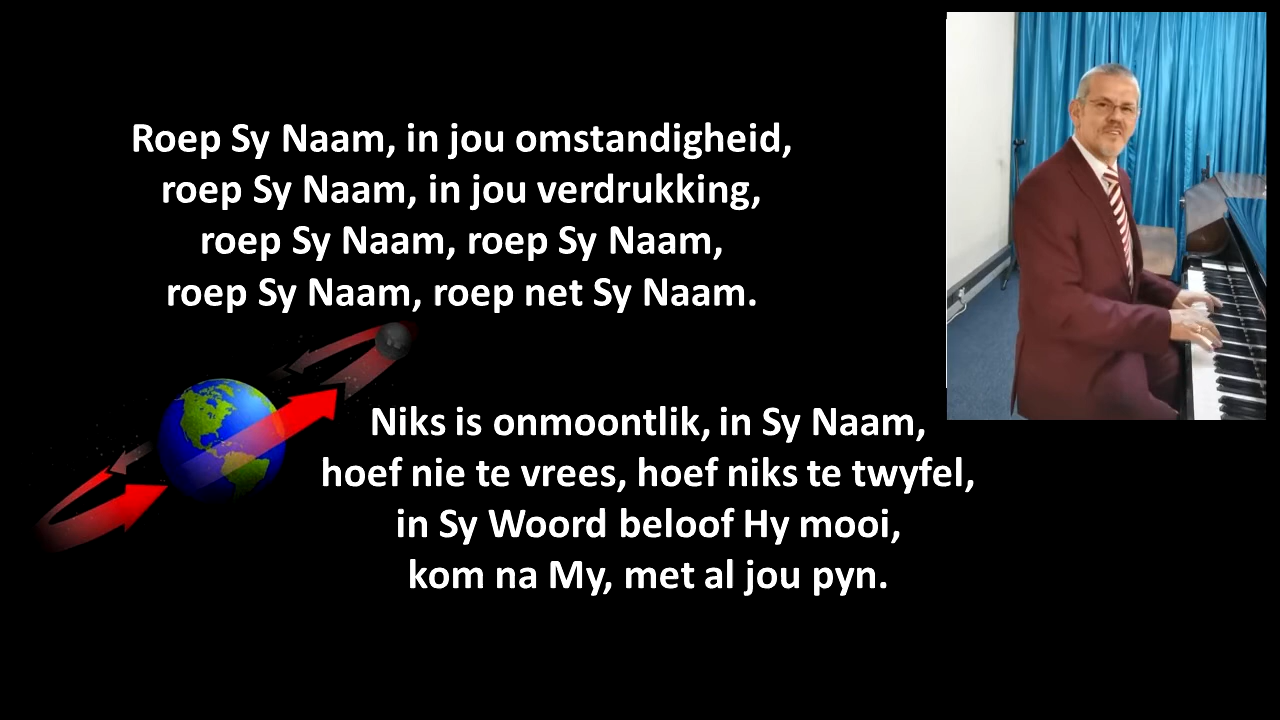 Roep Sy Naam, in jou omstandigheid,
roep Sy Naam, in jou verdrukking,
roep Sy Naam, roep Sy Naam,
roep Sy Naam, roep net Sy Naam.
Niks is onmoontlik, in Sy Naam,
hoef nie te vrees, hoef niks te twyfel,
in Sy Woord beloof Hy mooi,
kom na My, met al jou pyn.